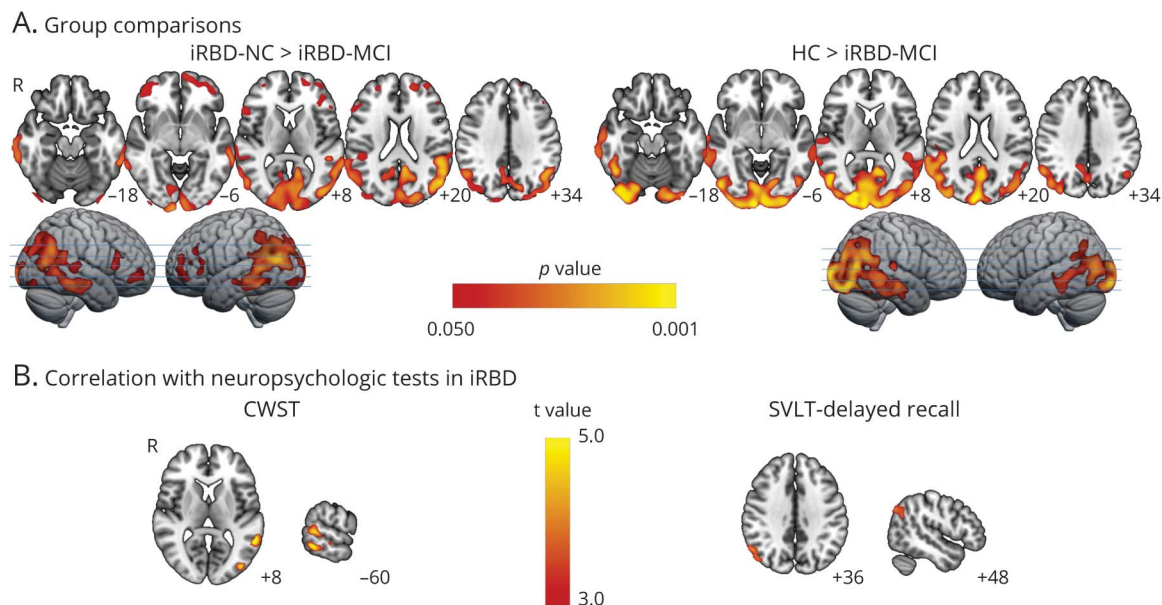 A. Group comparisons
iRBD-NC > iRBD-MCI
HC > iRBD-MCI
R
−18
−6
+8
+20
+34
−18
−6
+8
+20
+34
p value
0.050
0.001
B. Correlation with neuropsychologic tests in iRBD
CWST
t value
SVLT-delayed recall
R
5.0
+8
−60
+36
+48
3.0